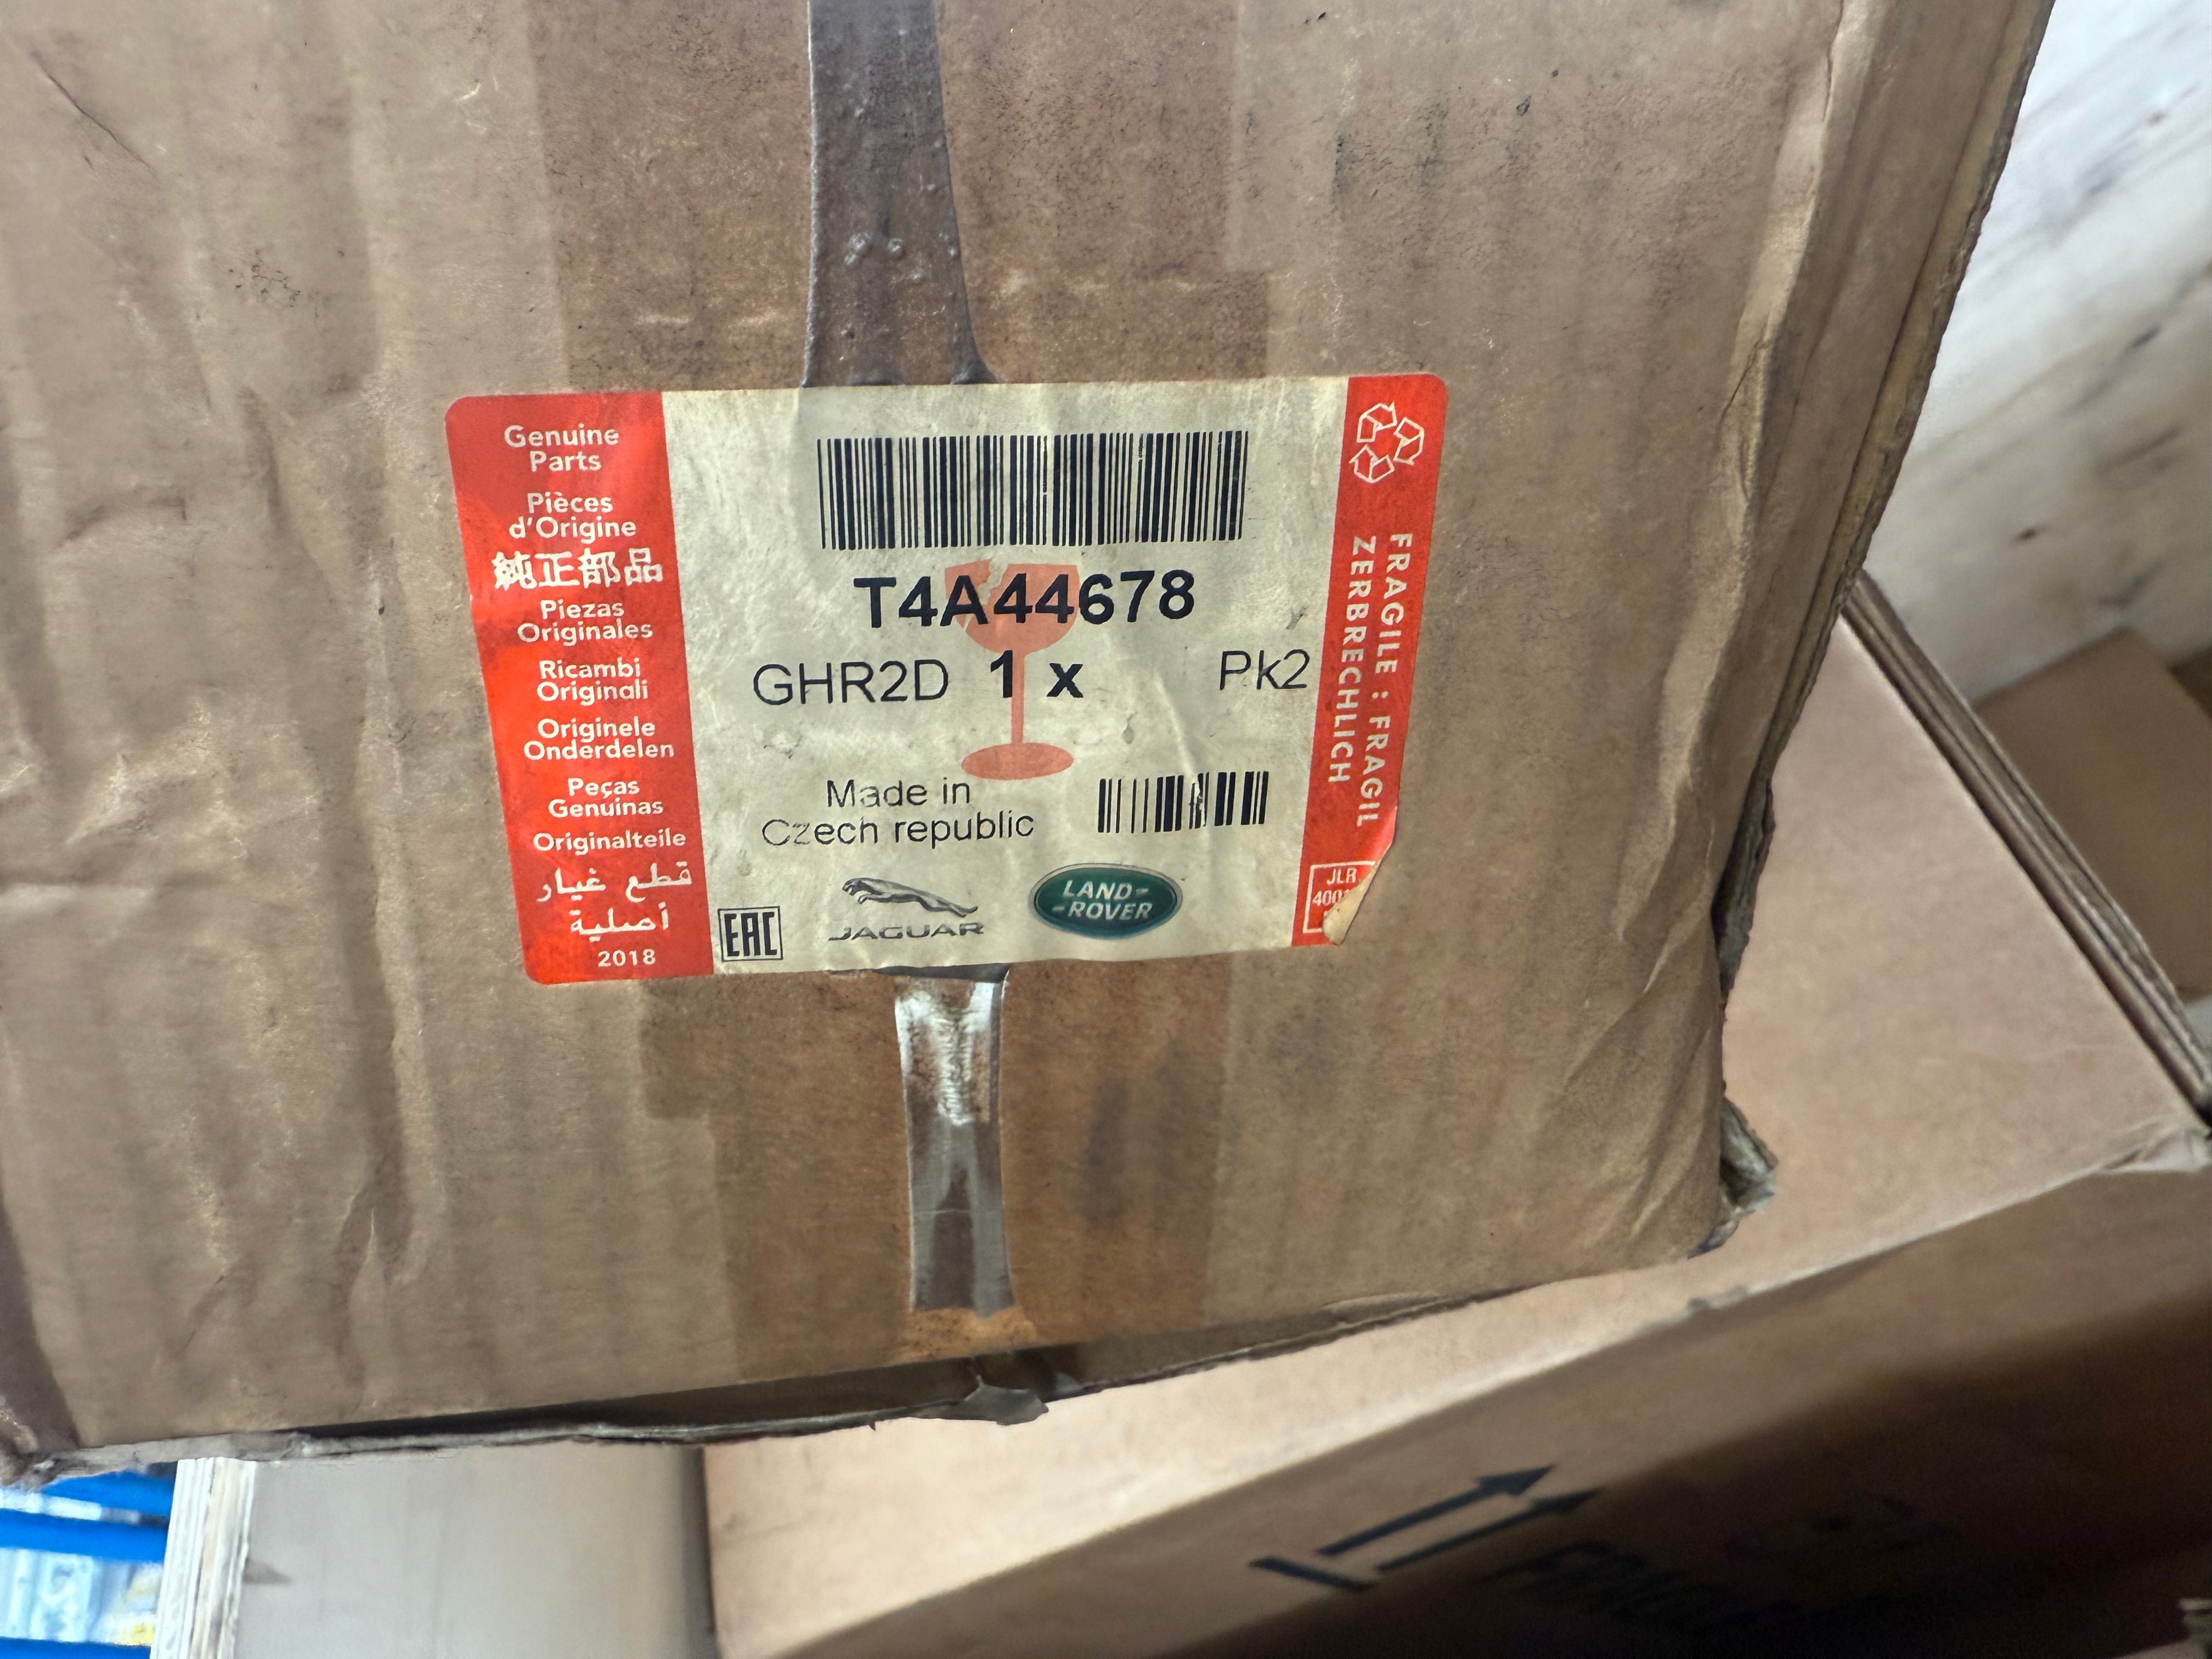 Genuine
Parts
Pièces
d'Origine
純正部品
Piezas
Originales
Ricambi
Originali
Originele
Onderdelen
Peças
Genuinas
Originalteile
قطع غيار
أصلية
2018
T4A44678
GHR2D 1 x Pk2
Made in
Czech republic
EAC
JAGUAR
LAND-
-ROVER
FRAGILE : FRAGIL
ZERBRECHLICH
JLR